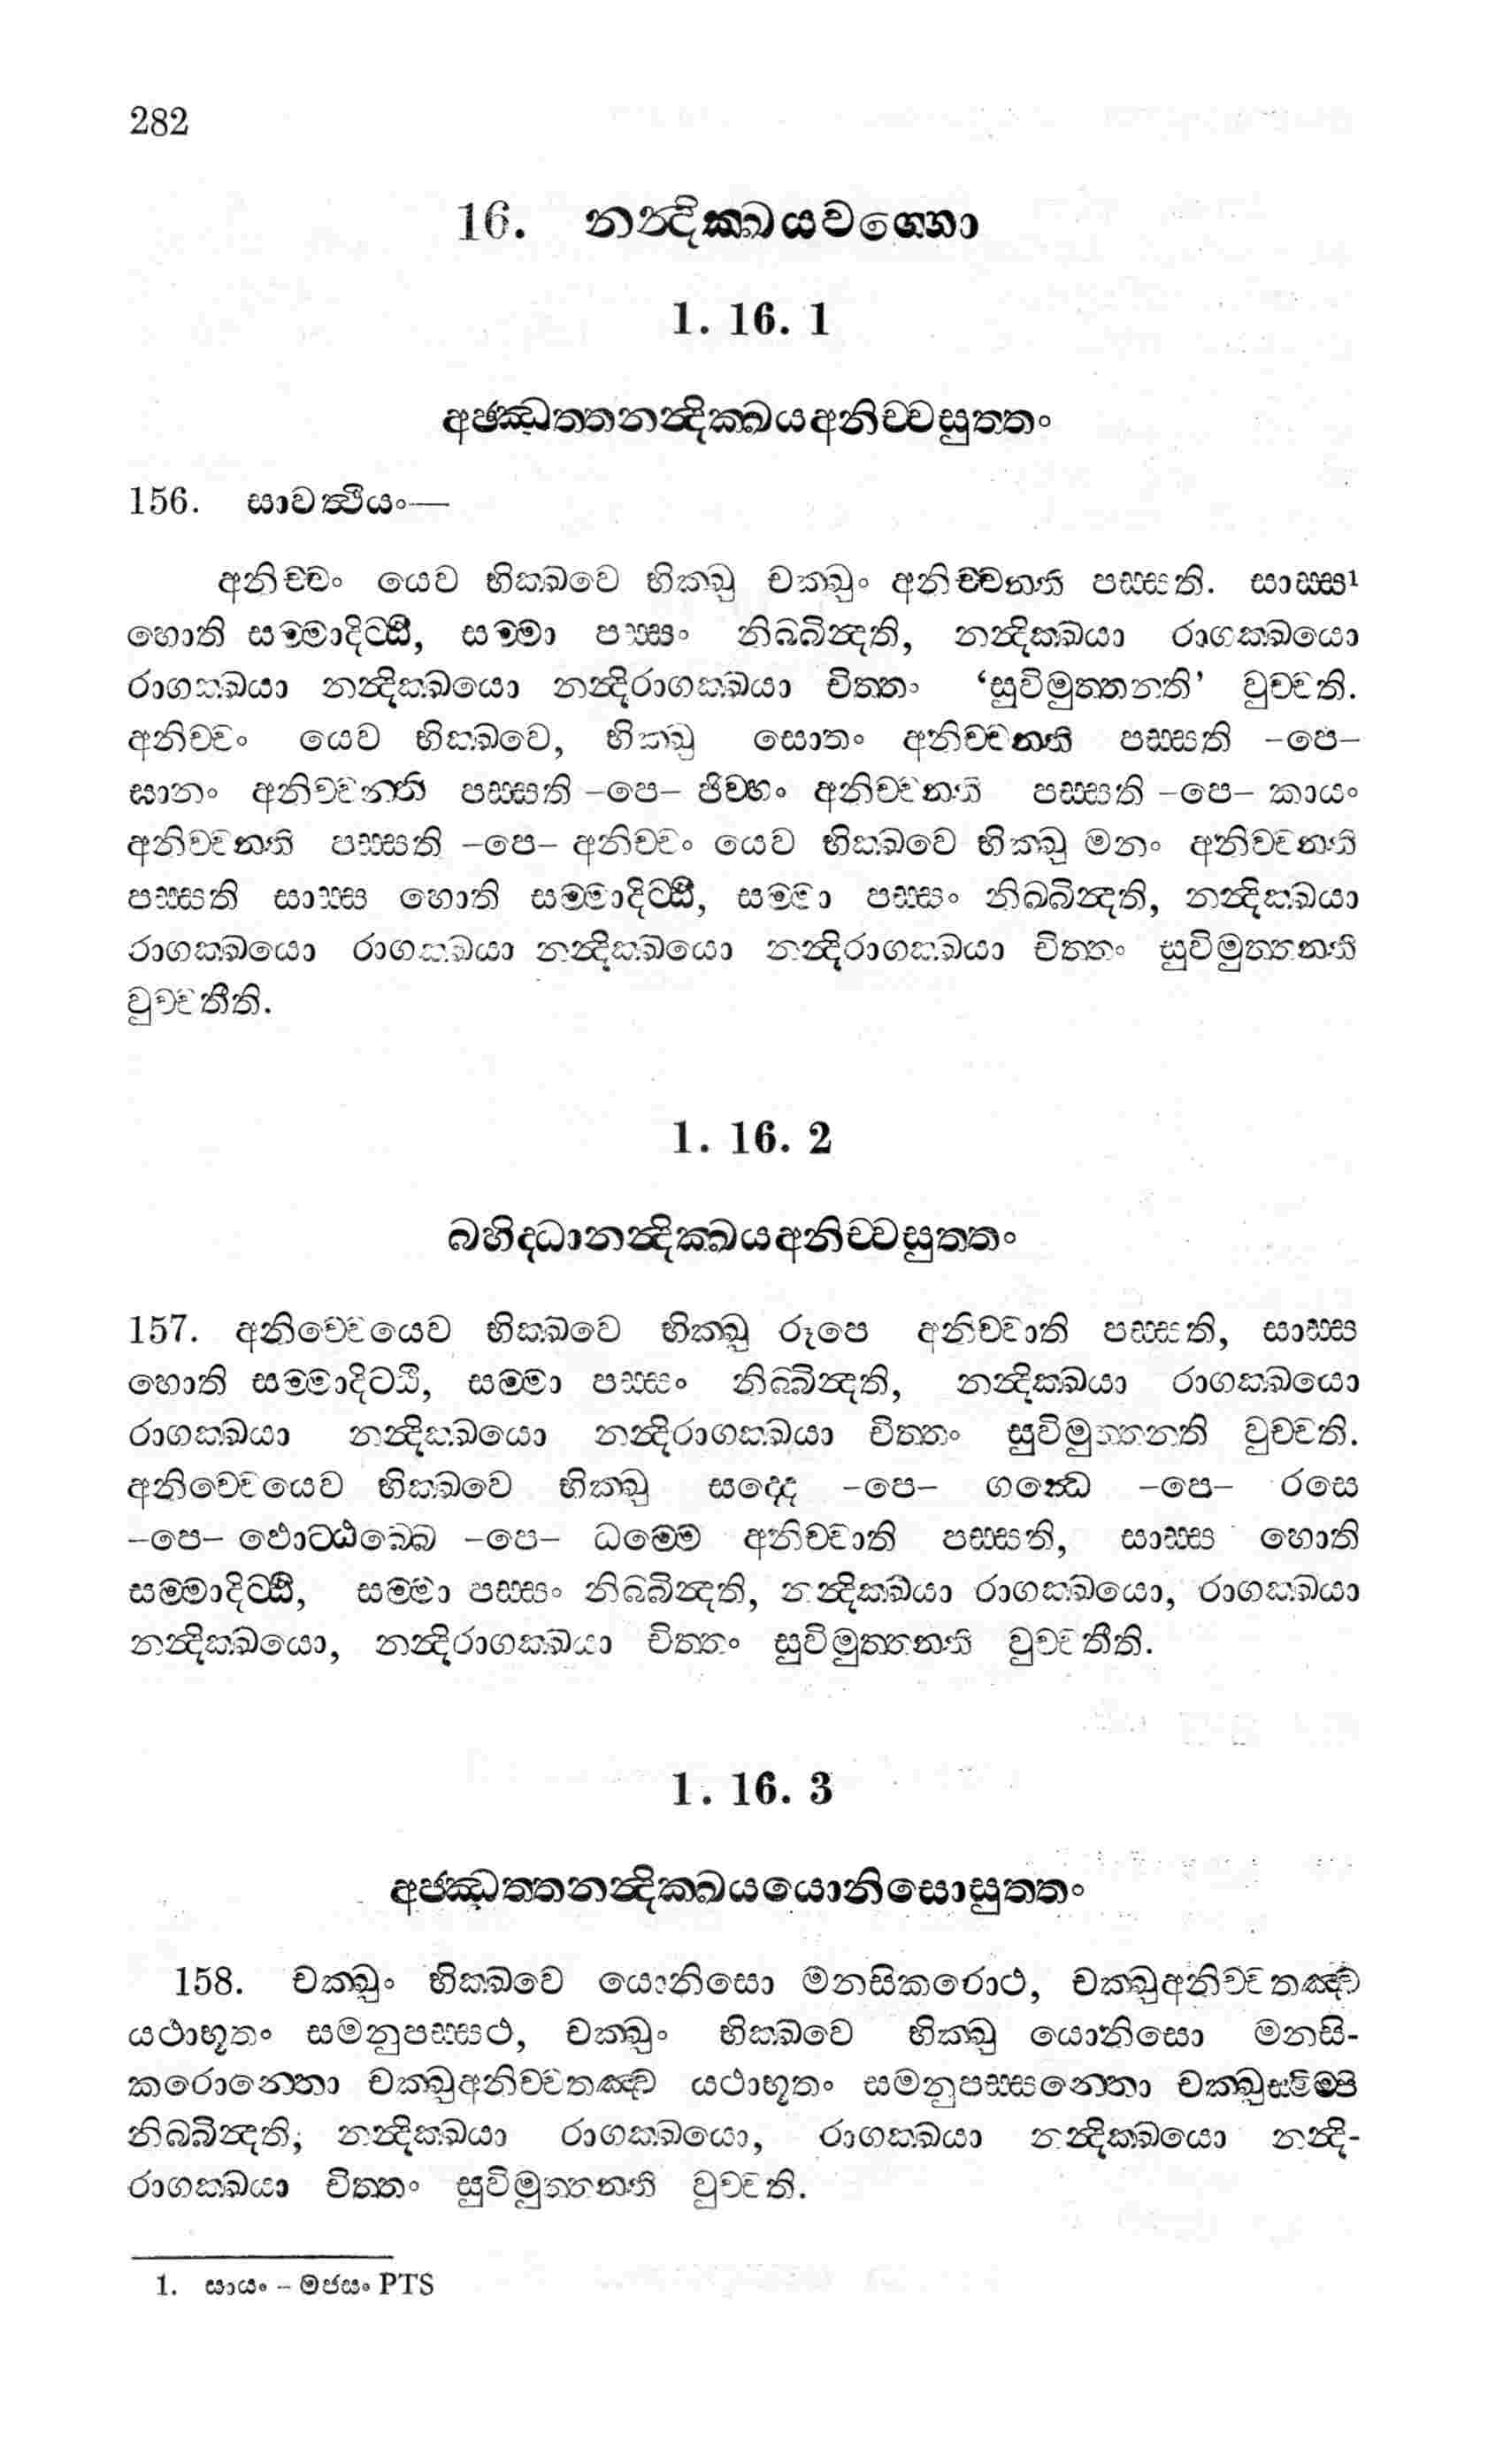 282
16. නන්දික්ඛයවග්ගො
1. 16. 1
අජ්ඣත්තනන්දික්ඛයඅනිච්චසුත්තං
156. සාවත්ථියං—
අනිච්චං යෙව භික්ඛවෙ භික්ඛු චක්ඛුං අනිච්චන්ති පස්සති. සාස්ස¹
හොති සම්මාදිට්ඨි, සම්මා පස්සං නිබ්බින්දති, නන්දික්ඛයා රාගක්ඛයො
රාගක්ඛයා නන්දික්ඛයො නන්දිරාගක්ඛයා චිත්තං ‘සුවිමුත්තන්ති’ වුච්චති.
අනිච්චං යෙව භික්ඛවෙ, භික්ඛු සොතං අනිච්චන්ති පස්සති -පෙ-
ඝානං අනිච්චන්ති පස්සති -පෙ- ජිව්හං අනිච්චන්ති පස්සති -පෙ- කායං
අනිච්චන්ති පස්සති -පෙ- අනිච්චං යෙව භික්ඛවෙ භික්ඛු මනං අනිච්චන්ති
පස්සති සාස්ස හොති සම්මාදිට්ඨි, සම්මා පස්සං නිබ්බින්දති, නන්දික්ඛයා
රාගක්ඛයො රාගක්ඛයා නන්දික්ඛයො නන්දිරාගක්ඛයා චිත්තං සුවිමුත්තන්ති
වුච්චතීති.
1. 16. 2
බහිද්ධානන්දික්ඛයඅනිච්චසුත්තං
157. අනිච්චෙයෙව භික්ඛවෙ භික්ඛු රූපෙ අනිච්චාති පස්සති, සාස්ස
හොති සම්මාදිට්ඨි, සම්මා පස්සං නිබ්බින්දති, නන්දික්ඛයා රාගක්ඛයො
රාගක්ඛයා නන්දික්ඛයො නන්දිරාගක්ඛයා චිත්තං සුවිමුත්තන්ති වුච්චති.
අනිච්චෙයෙව භික්ඛවෙ භික්ඛු සද්දෙ -පෙ- ගන්ධෙ -පෙ- රසෙ
-පෙ- ඵොට්ඨබ්බෙ -පෙ- ධම්මෙ අනිච්චාති පස්සති, සාස්ස හොති
සම්මාදිට්ඨි, සම්මා පස්සං නිබ්බින්දති, නන්දික්ඛයා රාගක්ඛයො, රාගක්ඛයා
නන්දික්ඛයො, නන්දිරාගක්ඛයා චිත්තං සුවිමුත්තන්ති වුච්චතීති.
1. 16. 3
අජ්ඣත්තනන්දික්ඛයයොනිසොසුත්තං
158. චක්ඛුං භික්ඛවෙ යොනිසො මනසිකරොථ, චක්ඛුඅනිච්චතඤ්ච
යථාභූතං සමනුපස්සථ, චක්ඛුං භික්ඛවෙ භික්ඛු යොනිසො මනසි-
කරොන්තො චක්ඛුඅනිච්චතඤ්ච යථාභූතං සමනුපස්සන්තො චක්ඛුස්මිම්පි
නිබ්බින්දති, නන්දික්ඛයා රාගක්ඛයො, රාගක්ඛයා නන්දික්ඛයො නන්දි-
රාගක්ඛයා චිත්තං සුවිමුත්තන්ති වුච්චති.
1. සායං - මජසං PTS